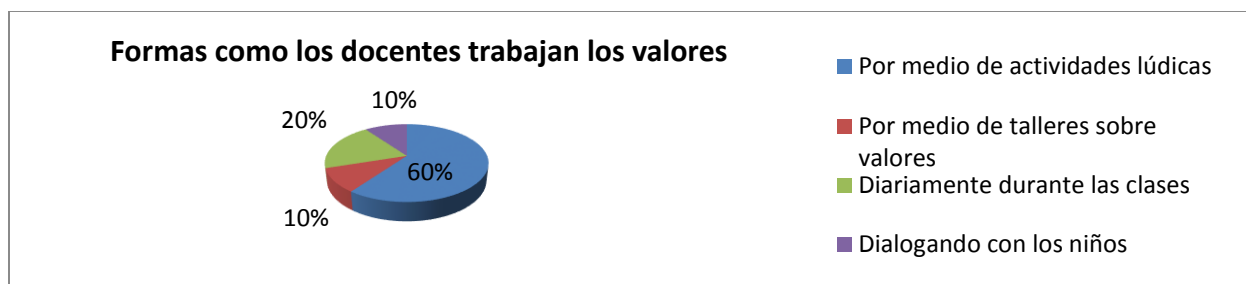 Formas como los docentes trabajan los valores
10%
20%
60%
10%
Por medio de actividades lúdicas
Por medio de talleres sobre
valores
Diariamente durante las clases
Dialogando con los niños